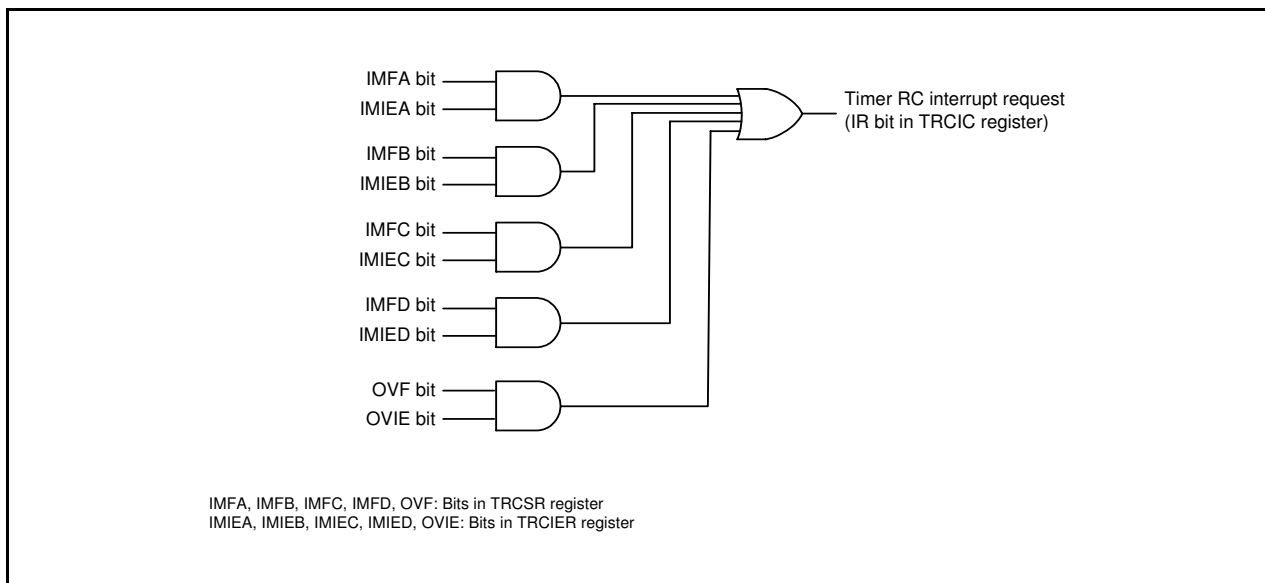 IMFA bit
IMIEA bit
Timer RC interrupt request
(IR bit in TRCIC register)
IMFB bit
IMIEB bit
IMFC bit
IMIEC bit
IMFD bit
IMIED bit
OVF bit
OVIE bit
IMFA, IMFB, IMFC, IMFD, OVF: Bits in TRCSR register
IMIEA, IMIEB, IMIEC, IMIED, OVIE: Bits in TRCIER register